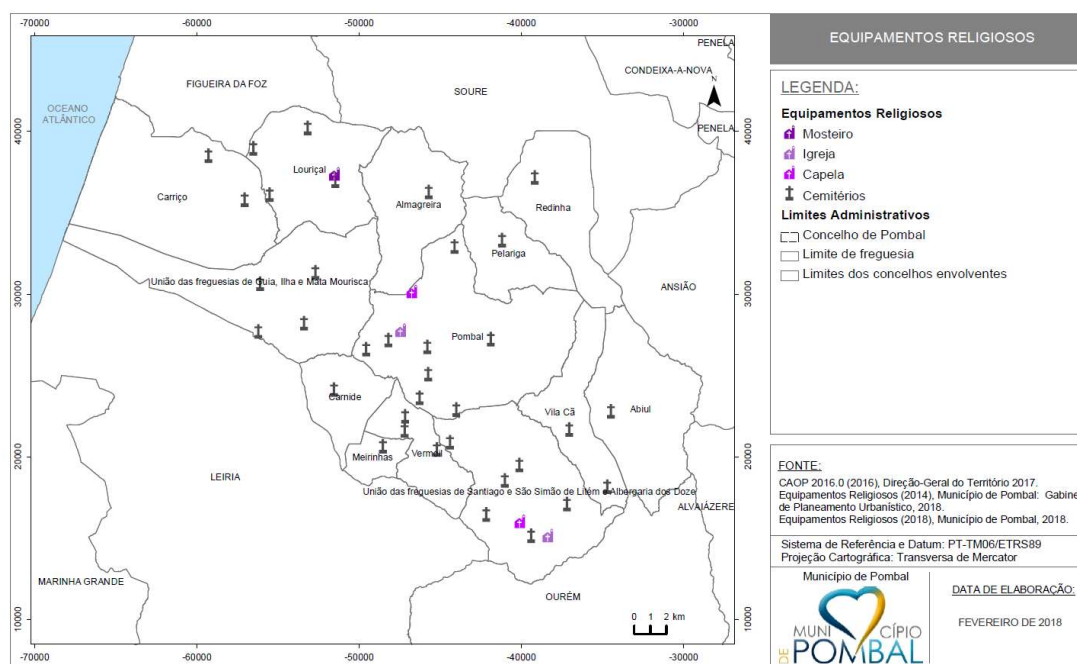 -70000 -60000 -50000 -40000 -30000
EQUIPAMENTOS RELIGIOSOS
PENELA
CONDEIXA-A-NOVA
FIGUEIRA DA FOZ
SOURE
N
OCEANO
ATLÂNTICO
PENELA
40000 40000
Louriçal
Carriço
Almagreira
Redinha
Pelariga
União das freguesias de Guia, Ilha e Mata Mourisca
ANSIÃO
30000 30000
Pombal
Carnide
Vila Cã
Abiul
20000 20000
Meirinhas
Vermoil
LEIRIA
União das freguesias de Santiago e São Simão de Litém e Albergaria dos Doze
ALVAIÁZERE
MARINHA GRANDE
OURÉM
10000 10000
0 1 2 km
-70000 -60000 -50000 -40000 -30000
LEGENDA:
Equipamentos Religiosos
Mosteiro
Igreja
Capela
Cemitérios
Limites Administrativos
Concelho de Pombal
Limite de freguesia
Limites dos concelhos envolventes
FONTE:
CAOP 2016.0 (2016), Direção-Geral do Território 2017.
Equipamentos Religiosos (2014), Município de Pombal: Gabine
de Planeamento Urbanístico, 2018.
Equipamentos Religiosos (2018), Município de Pombal, 2018.
Sistema de Referência e Datum: PT-TM06/ETRS89
Projeção Cartográfica: Transversa de Mercator
Município de Pombal
MUNICÍPIO
DE POMBAL
DATA DE ELABORAÇÃO:
FEVEREIRO DE 2018